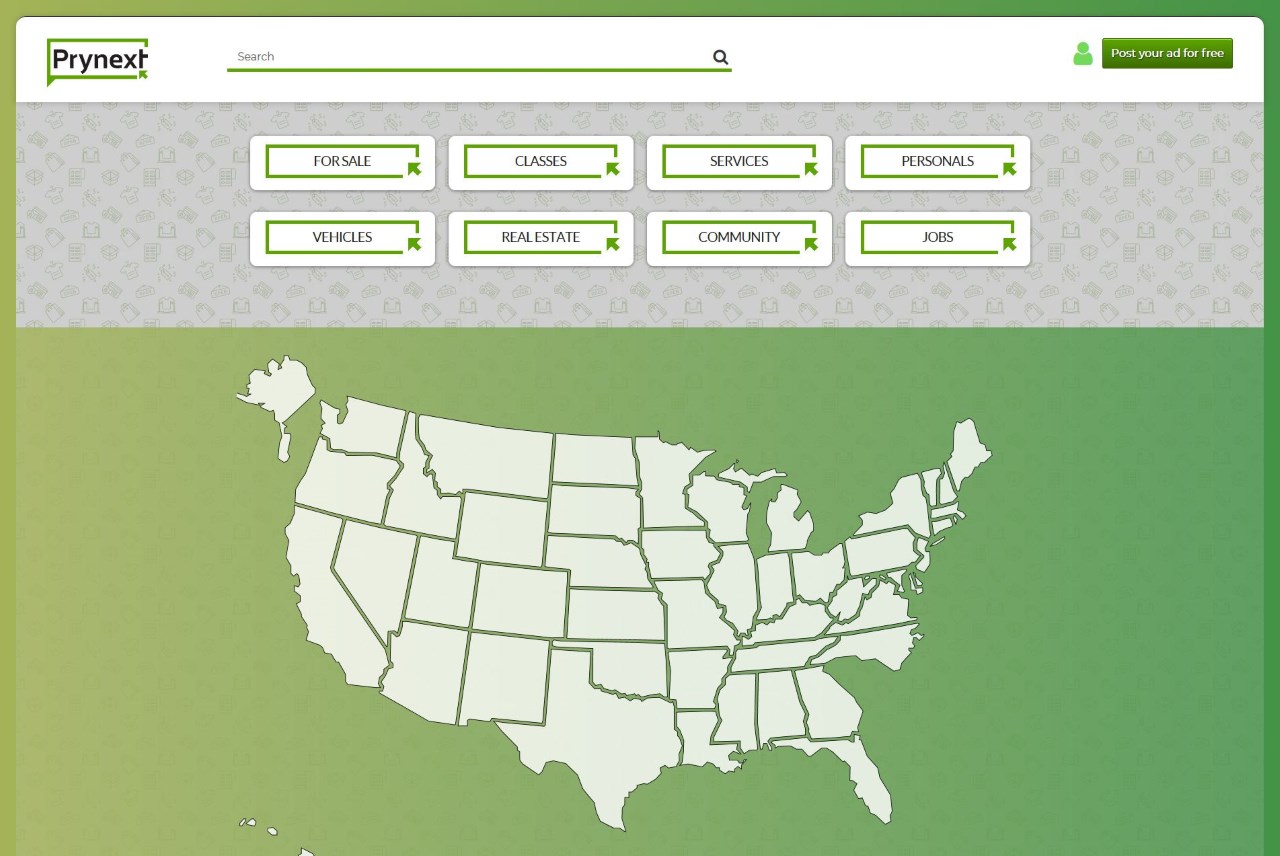 Prynext
Search
Post your ad for free
FOR SALE
CLASSES
SERVICES
PERSONALS
VEHICLES
REAL ESTATE
COMMUNITY
JOBS